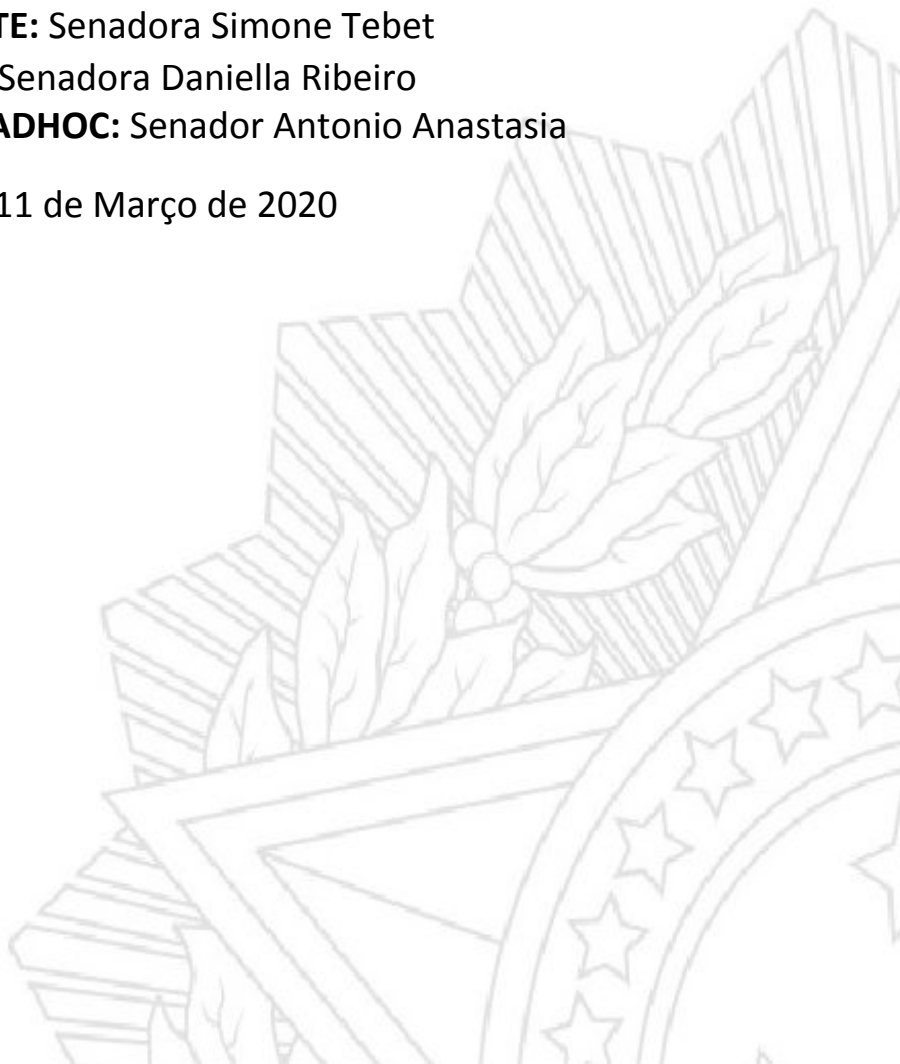 TE: Senadora Simone Tebet
Senadora Daniella Ribeiro
ADHOC: Senador Antonio Anastasia
11 de Março de 2020